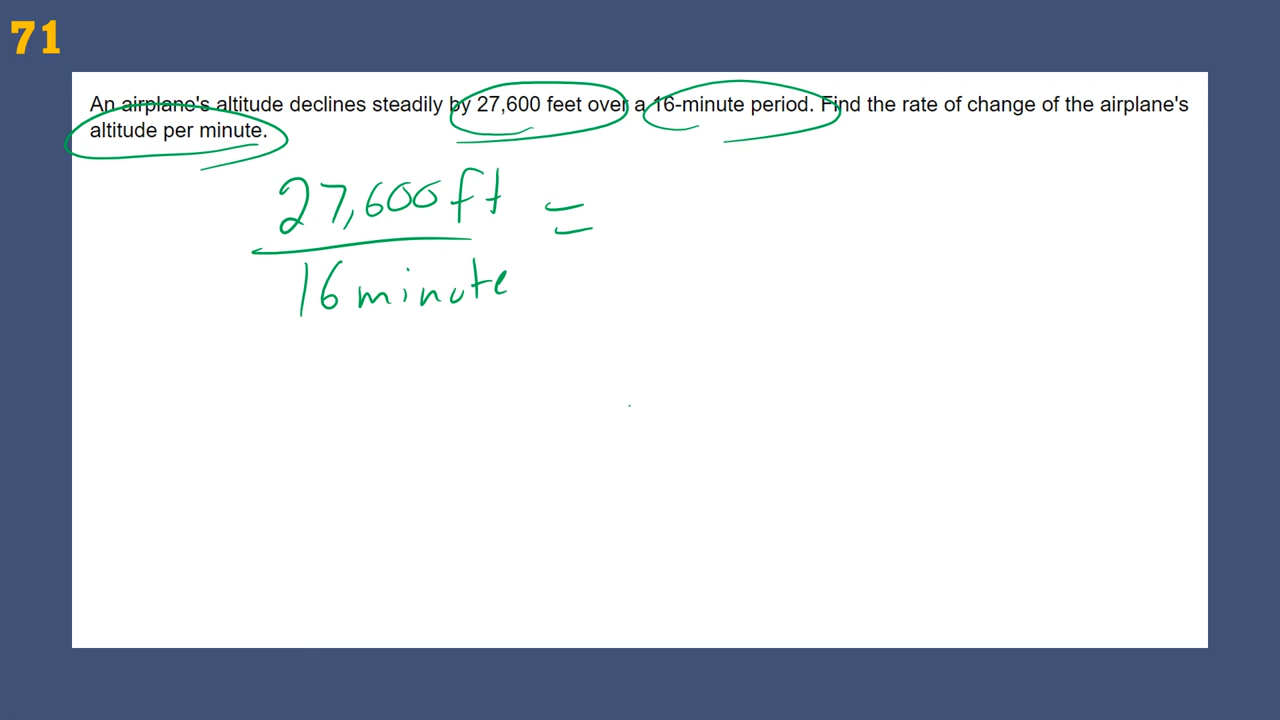 71
An airplane's altitude declines steadily by 27,600 feet over a 16-minute period. Find the rate of change of the airplane's
altitude per minute.
27,600 ft =
16 minute